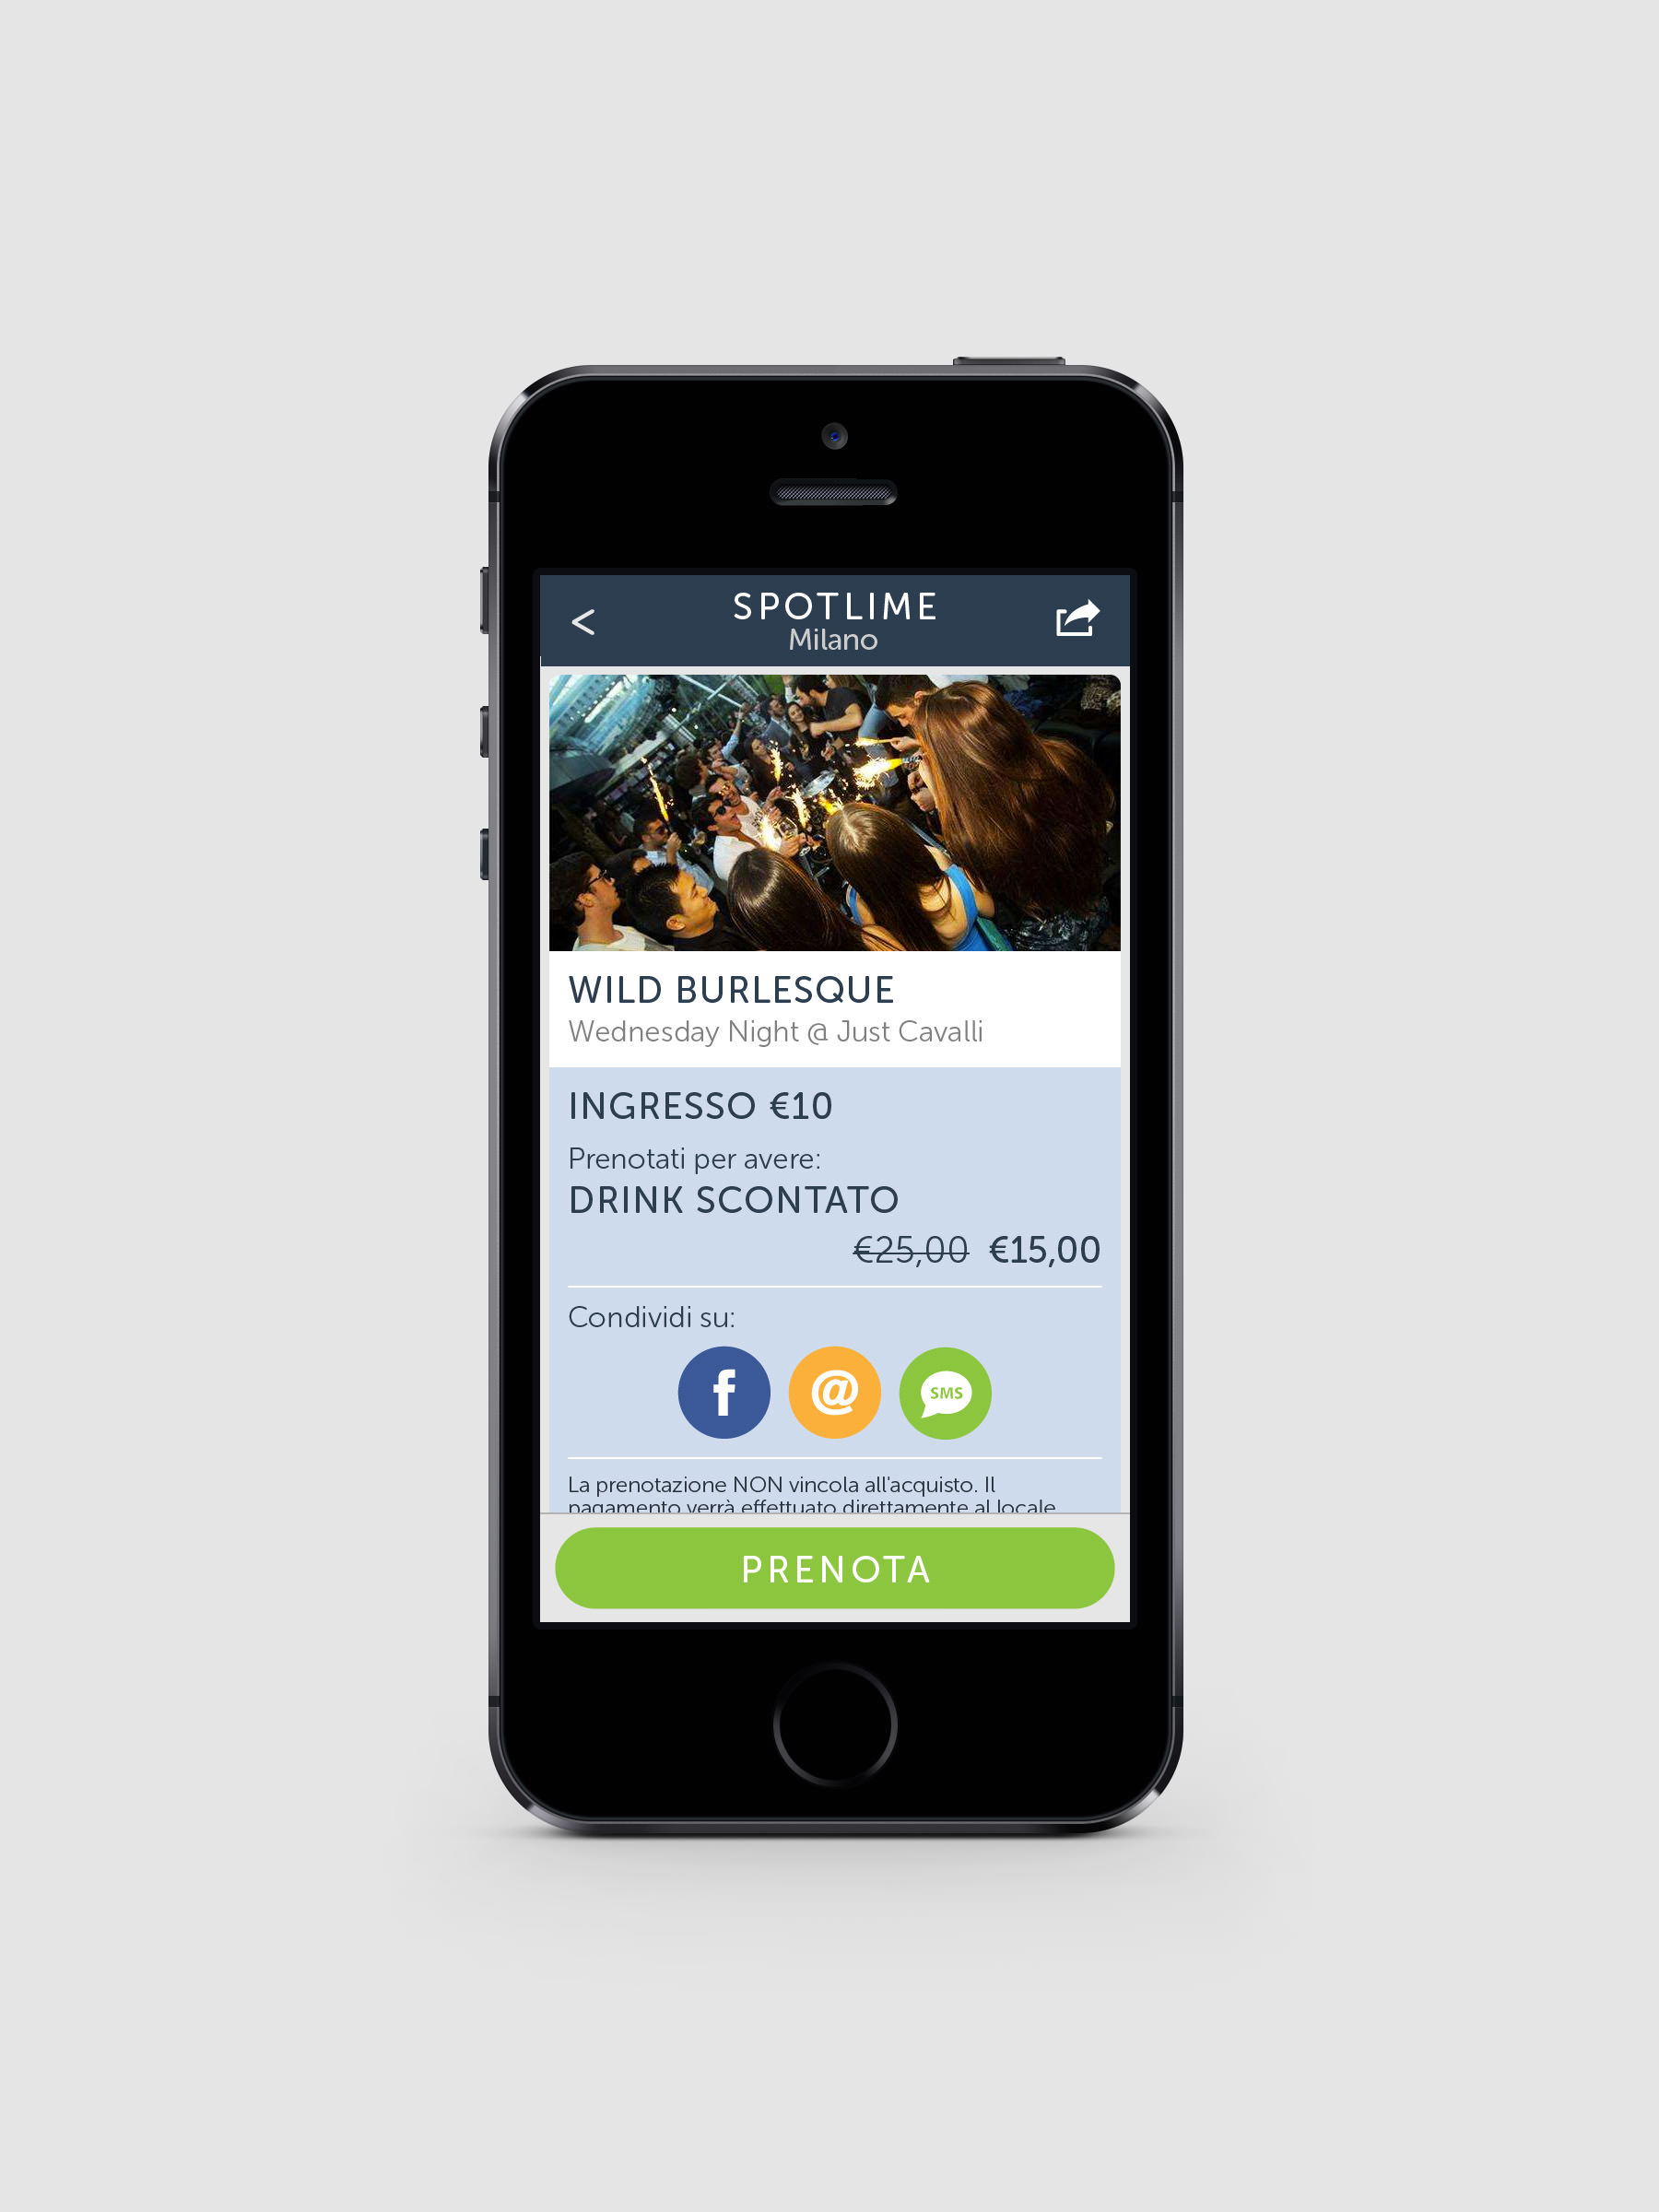 <
SPOTLIME
Milano
WILD BURLESQUE
Wednesday Night @ Just Cavalli
INGRESSO €10
Prenotati per avere:
DRINK SCONTATO
€25,00 €15,00
Condividi su:
f @ SMS
La prenotazione NON vincola all'acquisto. Il
pagamento verrà effettuato direttamente al locale
PRENOTA